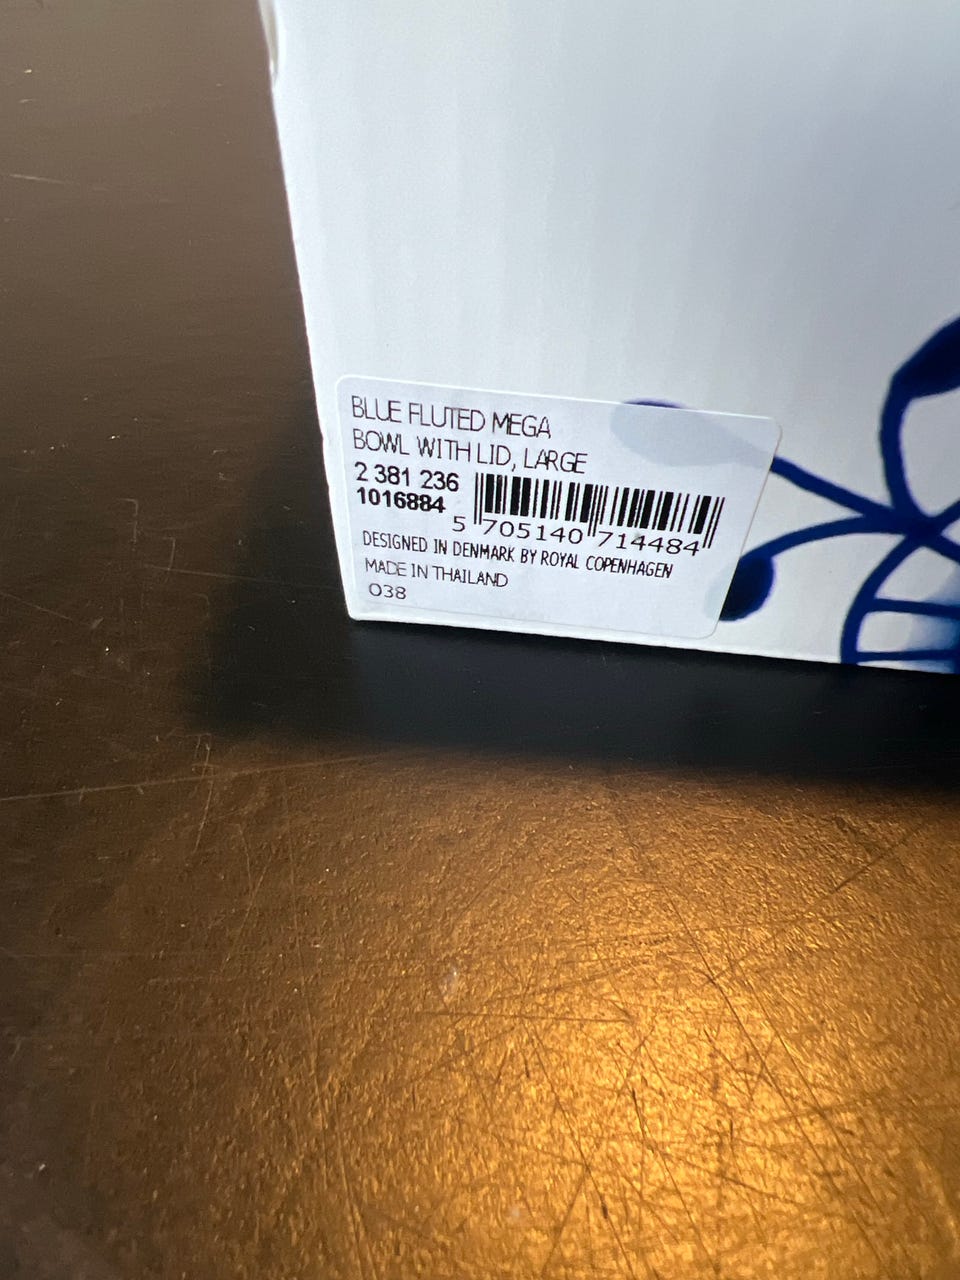 BLUE FLUTED MEGA
BOWL WITH LID, LARGE
2 381 236
1016884
5 705140 714484
DESIGNED IN DENMARK BY ROYAL COPENHAGEN
MADE IN THAILAND
038